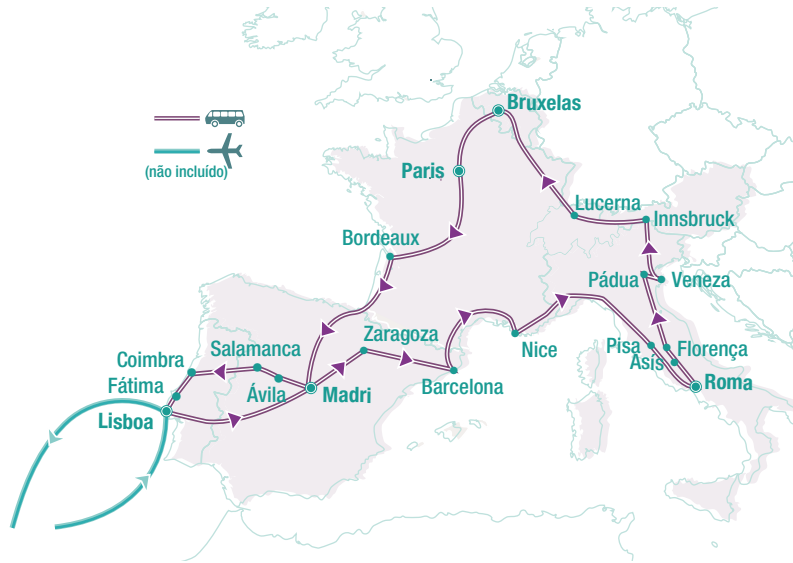 Bruxelas
(não incluído)
Paris
Lucerna
Innsbruck
Bordeaux
Pádua
Veneza
Zaragoza
Nice
Pisa
Florença
Asís
Roma
Coimbra
Salamanca
Fátima
Ávila
Madri
Barcelona
Lisboa